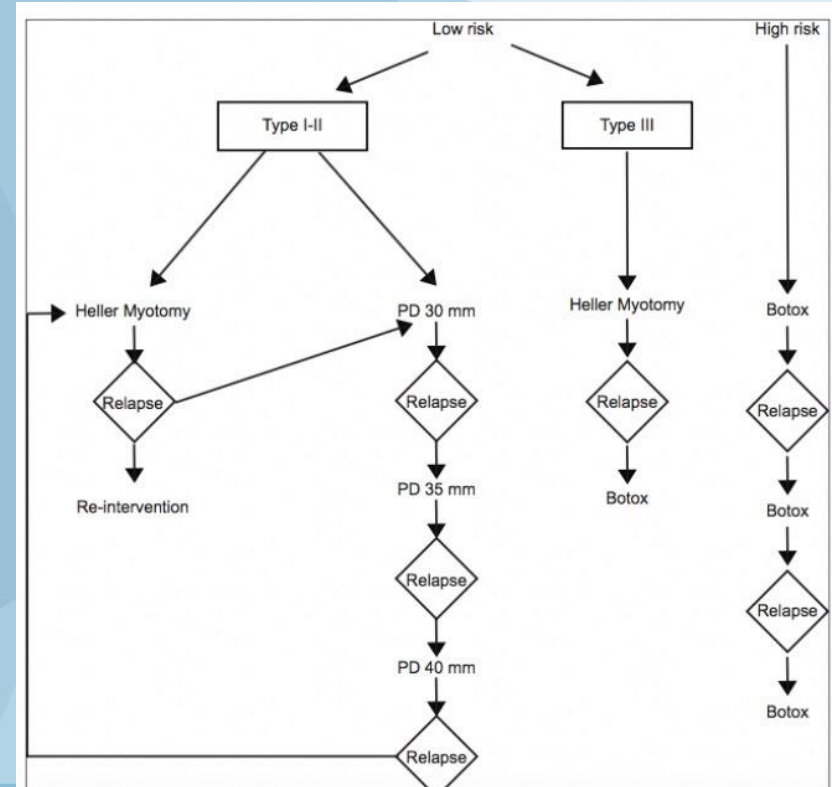 Low risk
High risk
Type I-II
Type III
Heller Myotomy
PD 30 mm
Heller Myotomy
Botox
Relapse
Relapse
Relapse
Relapse
Re-intervention
PD 35 mm
Botox
Botox
Relapse
Relapse
PD 40 mm
Botox
Relapse